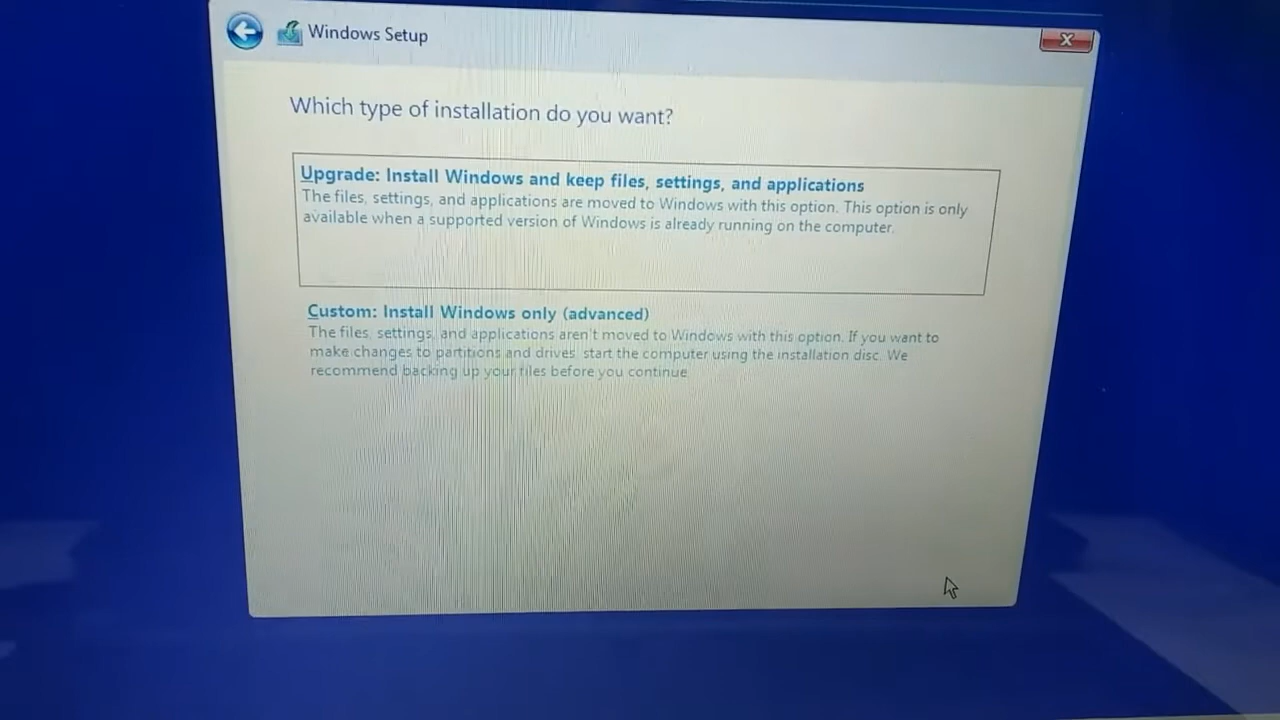 Windows Setup
Which type of installation do you want?
Upgrade: Install Windows and keep files, settings, and applications
The files, settings, and applications are moved to Windows with this option. This option is only
available when a supported version of Windows is already running on the computer.
Custom: Install Windows only (advanced)
The files, settings, and applications aren't moved to Windows with this option. If you want to
make changes to partitions and drives, start the computer using the installation disc. We
recommend backing up your files before you continue.